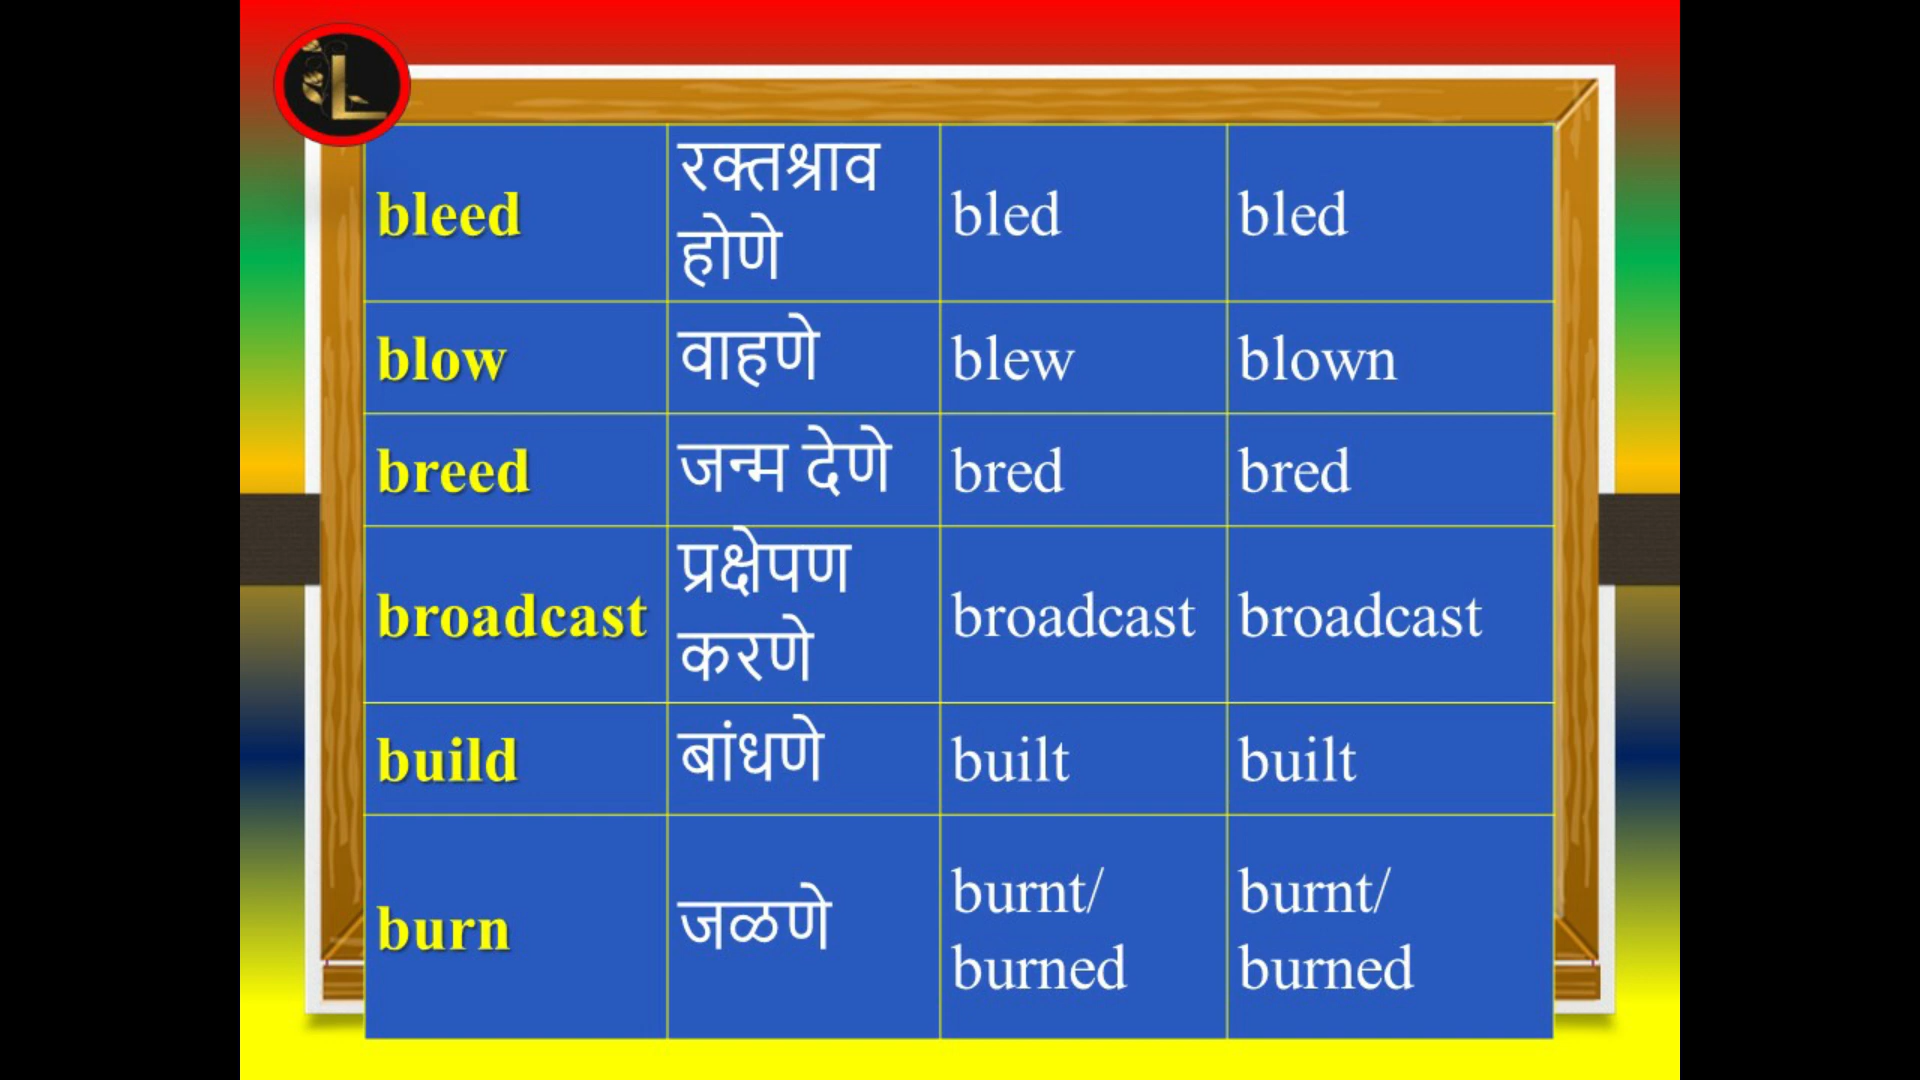 L
bleed रक्तश्राव होणे bled bled
blow वाहणे blew blown
breed जन्म देणे bred bred
broadcast प्रक्षेपण करणे broadcast broadcast
build बांधणे built built
burn जळणे burnt/ burned burnt/ burned